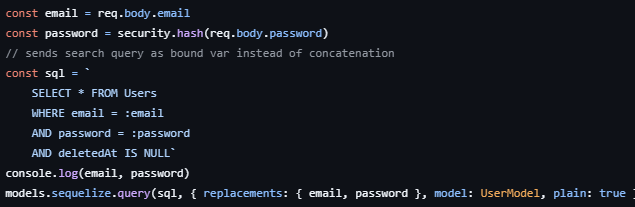 const email = req.body.email
const password = security.hash(req.body.password)
// sends search query as bound var instead of concatenation
const sql = `
    SELECT * FROM Users
    WHERE email = :email
    AND password = :password
    AND deletedAt IS NULL`
console.log(email, password)
models.sequelize.query(sql, { replacements: { email, password }, model: UserModel, plain: true }